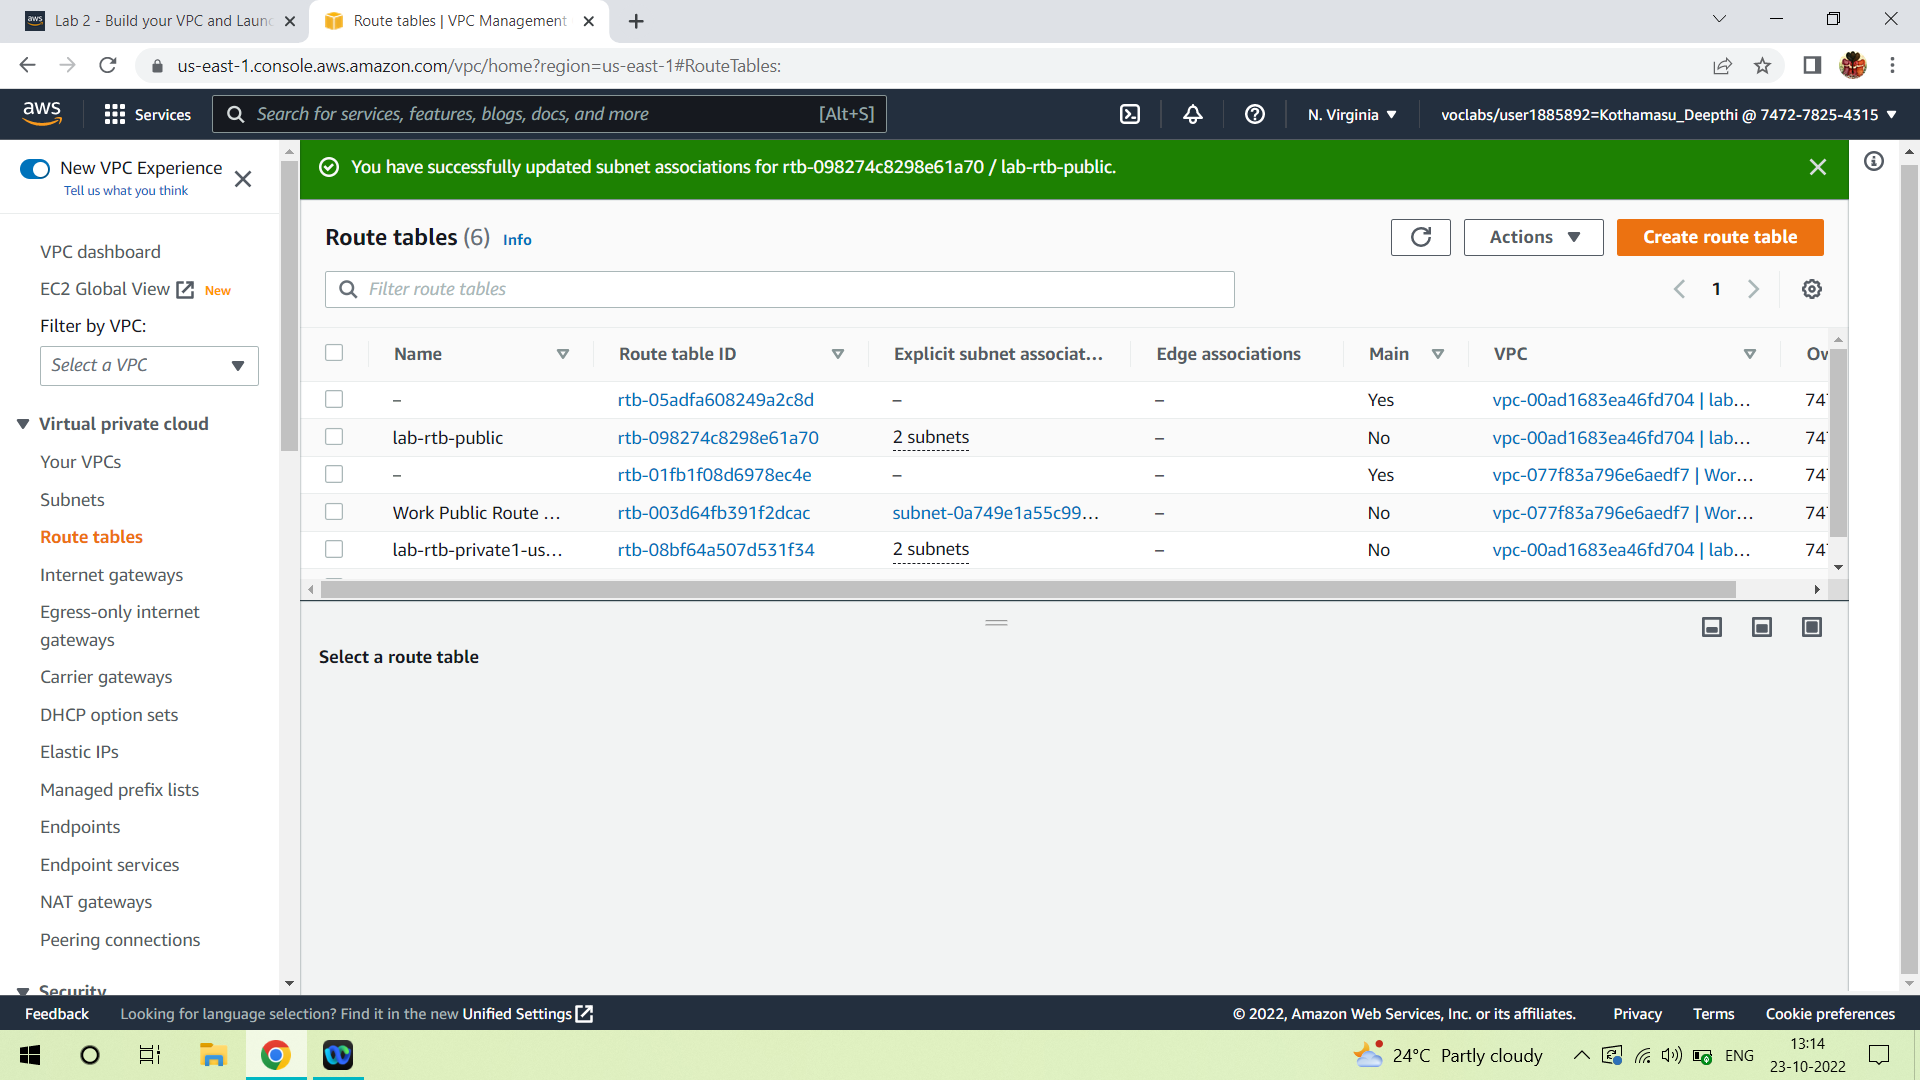 Lab 2 - Build your VPC and Laun
Route tables | VPC Management
us-east-1.console.aws.amazon.com/vpc/home?region=us-east-1#RouteTables:
aws
Services
Search for services, features, blogs, docs, and more
[Alt+S]
N. Virginia
voclabs/user1885892=Kothamasu_Deepthi @ 7472-7825-4315
New VPC Experience
Tell us what you think
You have successfully updated subnet associations for rtb-098274c8298e61a70 / lab-rtb-public.
VPC dashboard
EC2 Global View New
Filter by VPC:
Select a VPC
Virtual private cloud
Your VPCs
Subnets
Route tables
Internet gateways
Egress-only internet
gateways
Carrier gateways
DHCP option sets
Elastic IPs
Managed prefix lists
Endpoints
Endpoint services
NAT gateways
Peering connections
Security
Route tables (6) Info
Actions
Create route table
Filter route tables
1
Name Route table ID Explicit subnet associat... Edge associations Main VPC Ow
– rtb-05adfa608249a2c8d – – Yes vpc-00ad1683ea46fd704 | lab... 747
lab-rtb-public rtb-098274c8298e61a70 2 subnets – No vpc-00ad1683ea46fd704 | lab... 747
– rtb-01fb1f08d6978ec4e – – Yes vpc-077f83a796e6aedf7 | Wor... 747
Work Public Route ... rtb-003d64fb391f2dcac subnet-0a749e1a55c99... – No vpc-077f83a796e6aedf7 | Wor... 747
lab-rtb-private1-us... rtb-08bf64a507d531f34 2 subnets – No vpc-00ad1683ea46fd704 | lab... 747
Select a route table
Feedback
Looking for language selection? Find it in the new Unified Settings
© 2022, Amazon Web Services, Inc. or its affiliates.
Privacy
Terms
Cookie preferences
24°C Partly cloudy
ENG
13:14
23-10-2022